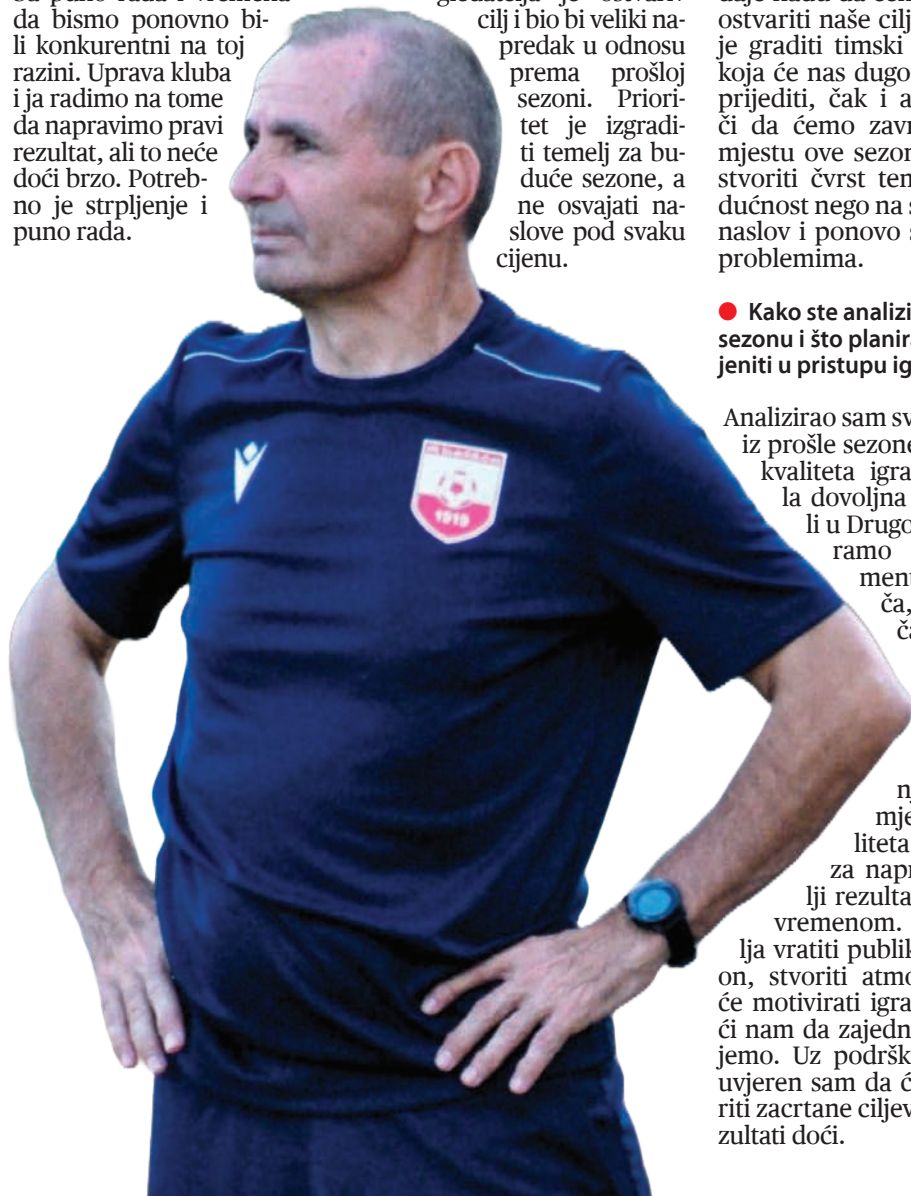 da bismo ponovno bi-
li konkurentni na toj
razini. Uprava kluba
i ja radimo na tome
da napravimo pravi
rezultat, ali to neće
doći brzo. Potreb-
no je strpljenje i
puno rada.
cilj i bio bi veliki na-
predak u odnosu
prema prošloj
sezoni. Priori-
tet je izgradi-
ti temelj za bu-
duće sezone, a
ne osvajati na-
slove pod svaku
cijenu.
ostvariti naše cilj
je graditi timski
koja će nas dugo
prijediti, čak i a
či da ćemo zavr
mjestu ove sezon
stvoriti čvrst tem
dućnost nego na s
naslov i ponovo s
problemima.
● Kako ste analizi
sezonu i što planira
jeniti u pristupu ig
Analizirao sam sv
iz prošle sezone
kvaliteta igra
la dovoljna
li u Drugo
ramo
ment
ča,
ča
nj
mje
liteta
za napr
lji rezulta
vremenom.
lja vratiti publik
on, stvoriti atmo
će motivirati igra
ći nam da zajedn
jemo. Uz podršk
uvjeren sam da ć
riti zacrtane ciljev
zultati doći.
1919